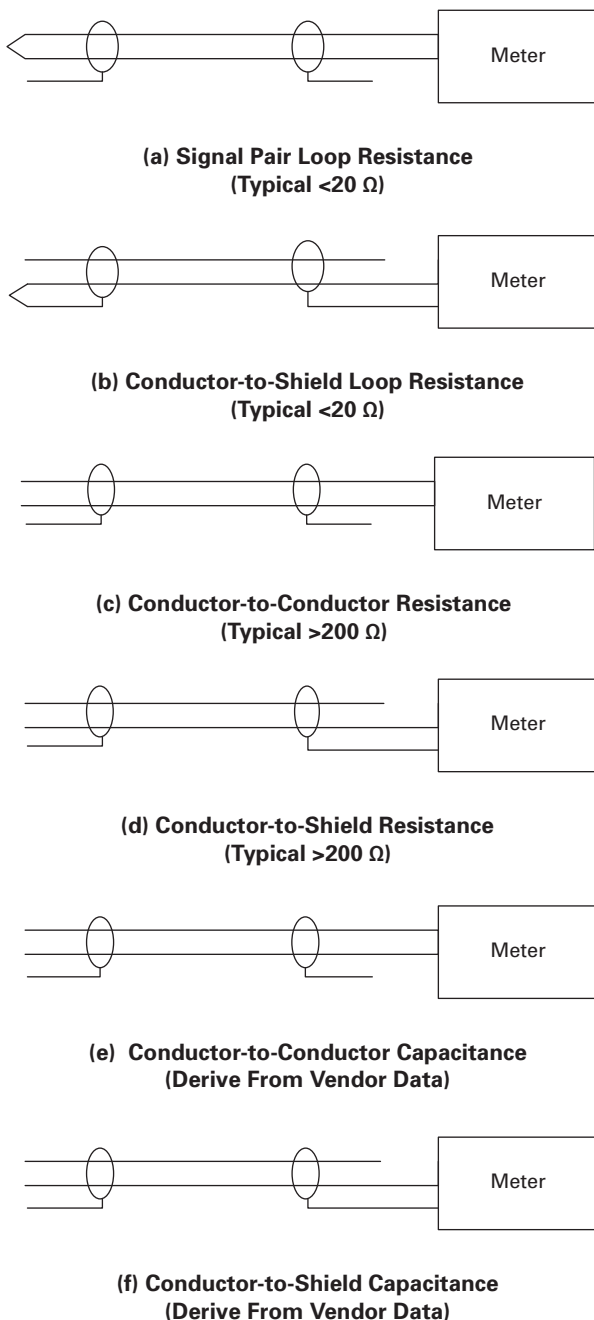 Meter
(a) Signal Pair Loop Resistance
(Typical <20 Ω)
Meter
(b) Conductor-to-Shield Loop Resistance
(Typical <20 Ω)
Meter
(c) Conductor-to-Conductor Resistance
(Typical >200 Ω)
Meter
(d) Conductor-to-Shield Resistance
(Typical >200 Ω)
Meter
(e) Conductor-to-Conductor Capacitance
(Derive From Vendor Data)
Meter
(f) Conductor-to-Shield Capacitance
(Derive From Vendor Data)